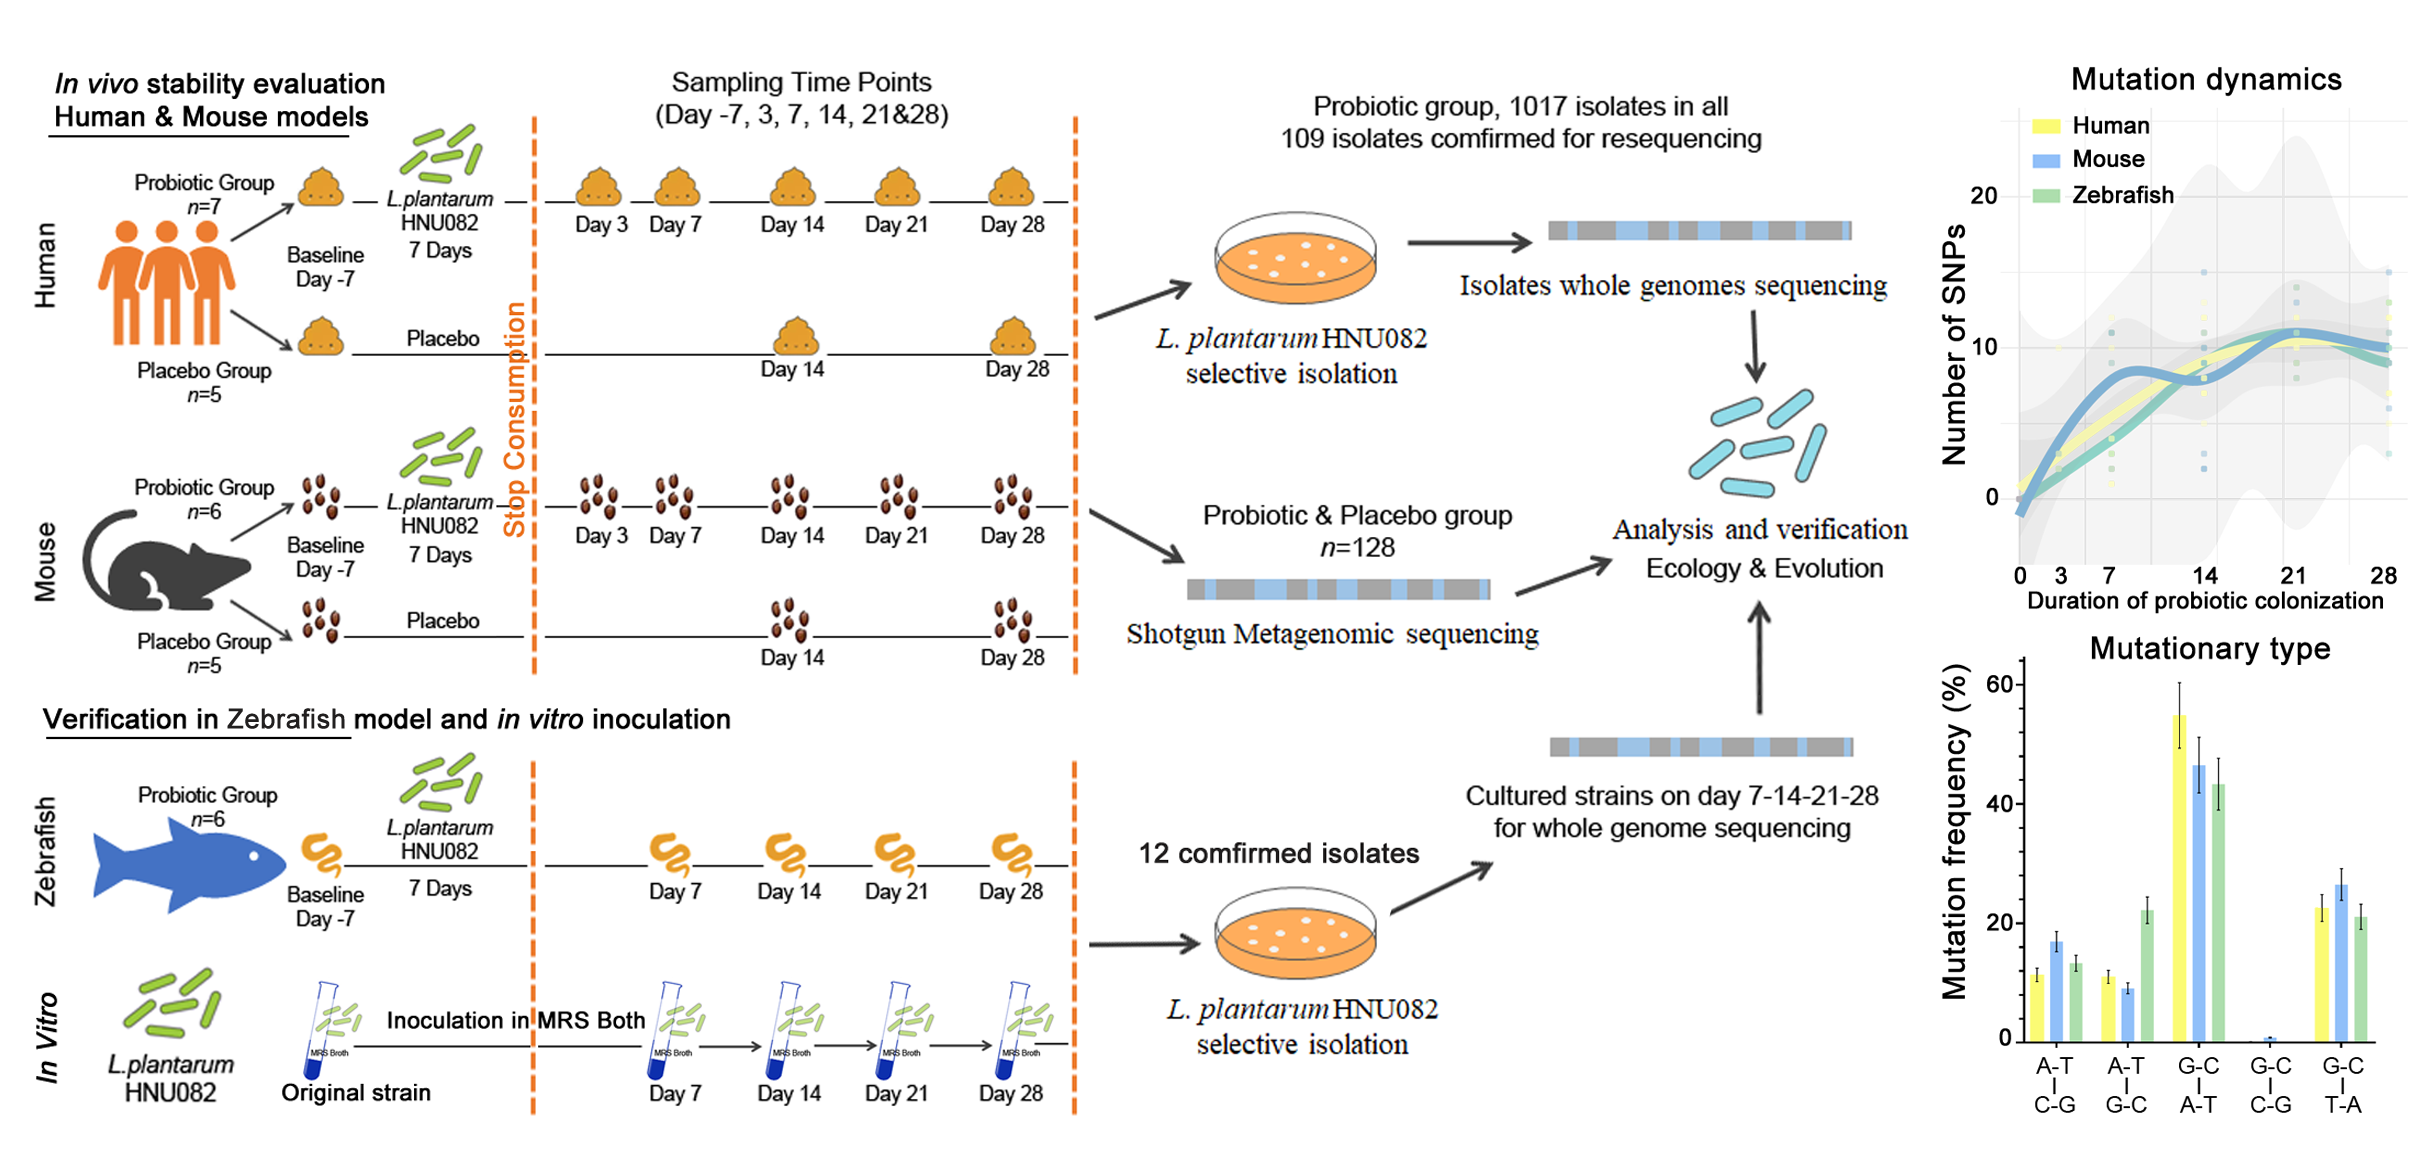 In vivo stability evaluation
Human & Mouse models
Sampling Time Points
(Day -7, 3, 7, 14, 21&28)
Human
Probiotic Group
n=7
L.plantarum
HNU082
7 Days
Baseline
Day -7
Day 3
Day 7
Day 14
Day 21
Day 28
Placebo Group
n=5
Placebo
Day 14
Day 28
Stop Consumption
Mouse
Probiotic Group
n=6
L.plantarum
HNU082
7 Days
Baseline
Day -7
Day 3
Day 7
Day 14
Day 21
Day 28
Placebo Group
n=5
Placebo
Day 14
Day 28
Verification in Zebrafish model and in vitro inoculation
Zebrafish
Probiotic Group
n=6
L.plantarum
HNU082
7 Days
Baseline
Day -7
Day 7
Day 14
Day 21
Day 28
In Vitro
L.plantarum
HNU082
MRS Broth
Original strain
Inoculation in MRS Both
MRS Broth
MRS Broth
MRS Broth
MRS Broth
Day 7
Day 14
Day 21
Day 28
Probiotic group, 1017 isolates in all
109 isolates comfirmed for resequencing
L. plantarum HNU082
selective isolation
Isolates whole genomes sequencing
Probiotic & Placebo group
n=128
Shotgun Metagenomic sequencing
Analysis and verification
Ecology & Evolution
12 comfirmed isolates
L. plantarum HNU082
selective isolation
Cultured strains on day 7-14-21-28
for whole genome sequencing
Mutation dynamics
Human
Mouse
Zebrafish
Number of SNPs
20
10
0
0 3 7 14 21 28
Duration of probiotic colonization
Mutationary type
Mutation frequency (%)
60
40
20
0
A-T A-T G-C G-C G-C
C-G G-C A-T C-G T-A